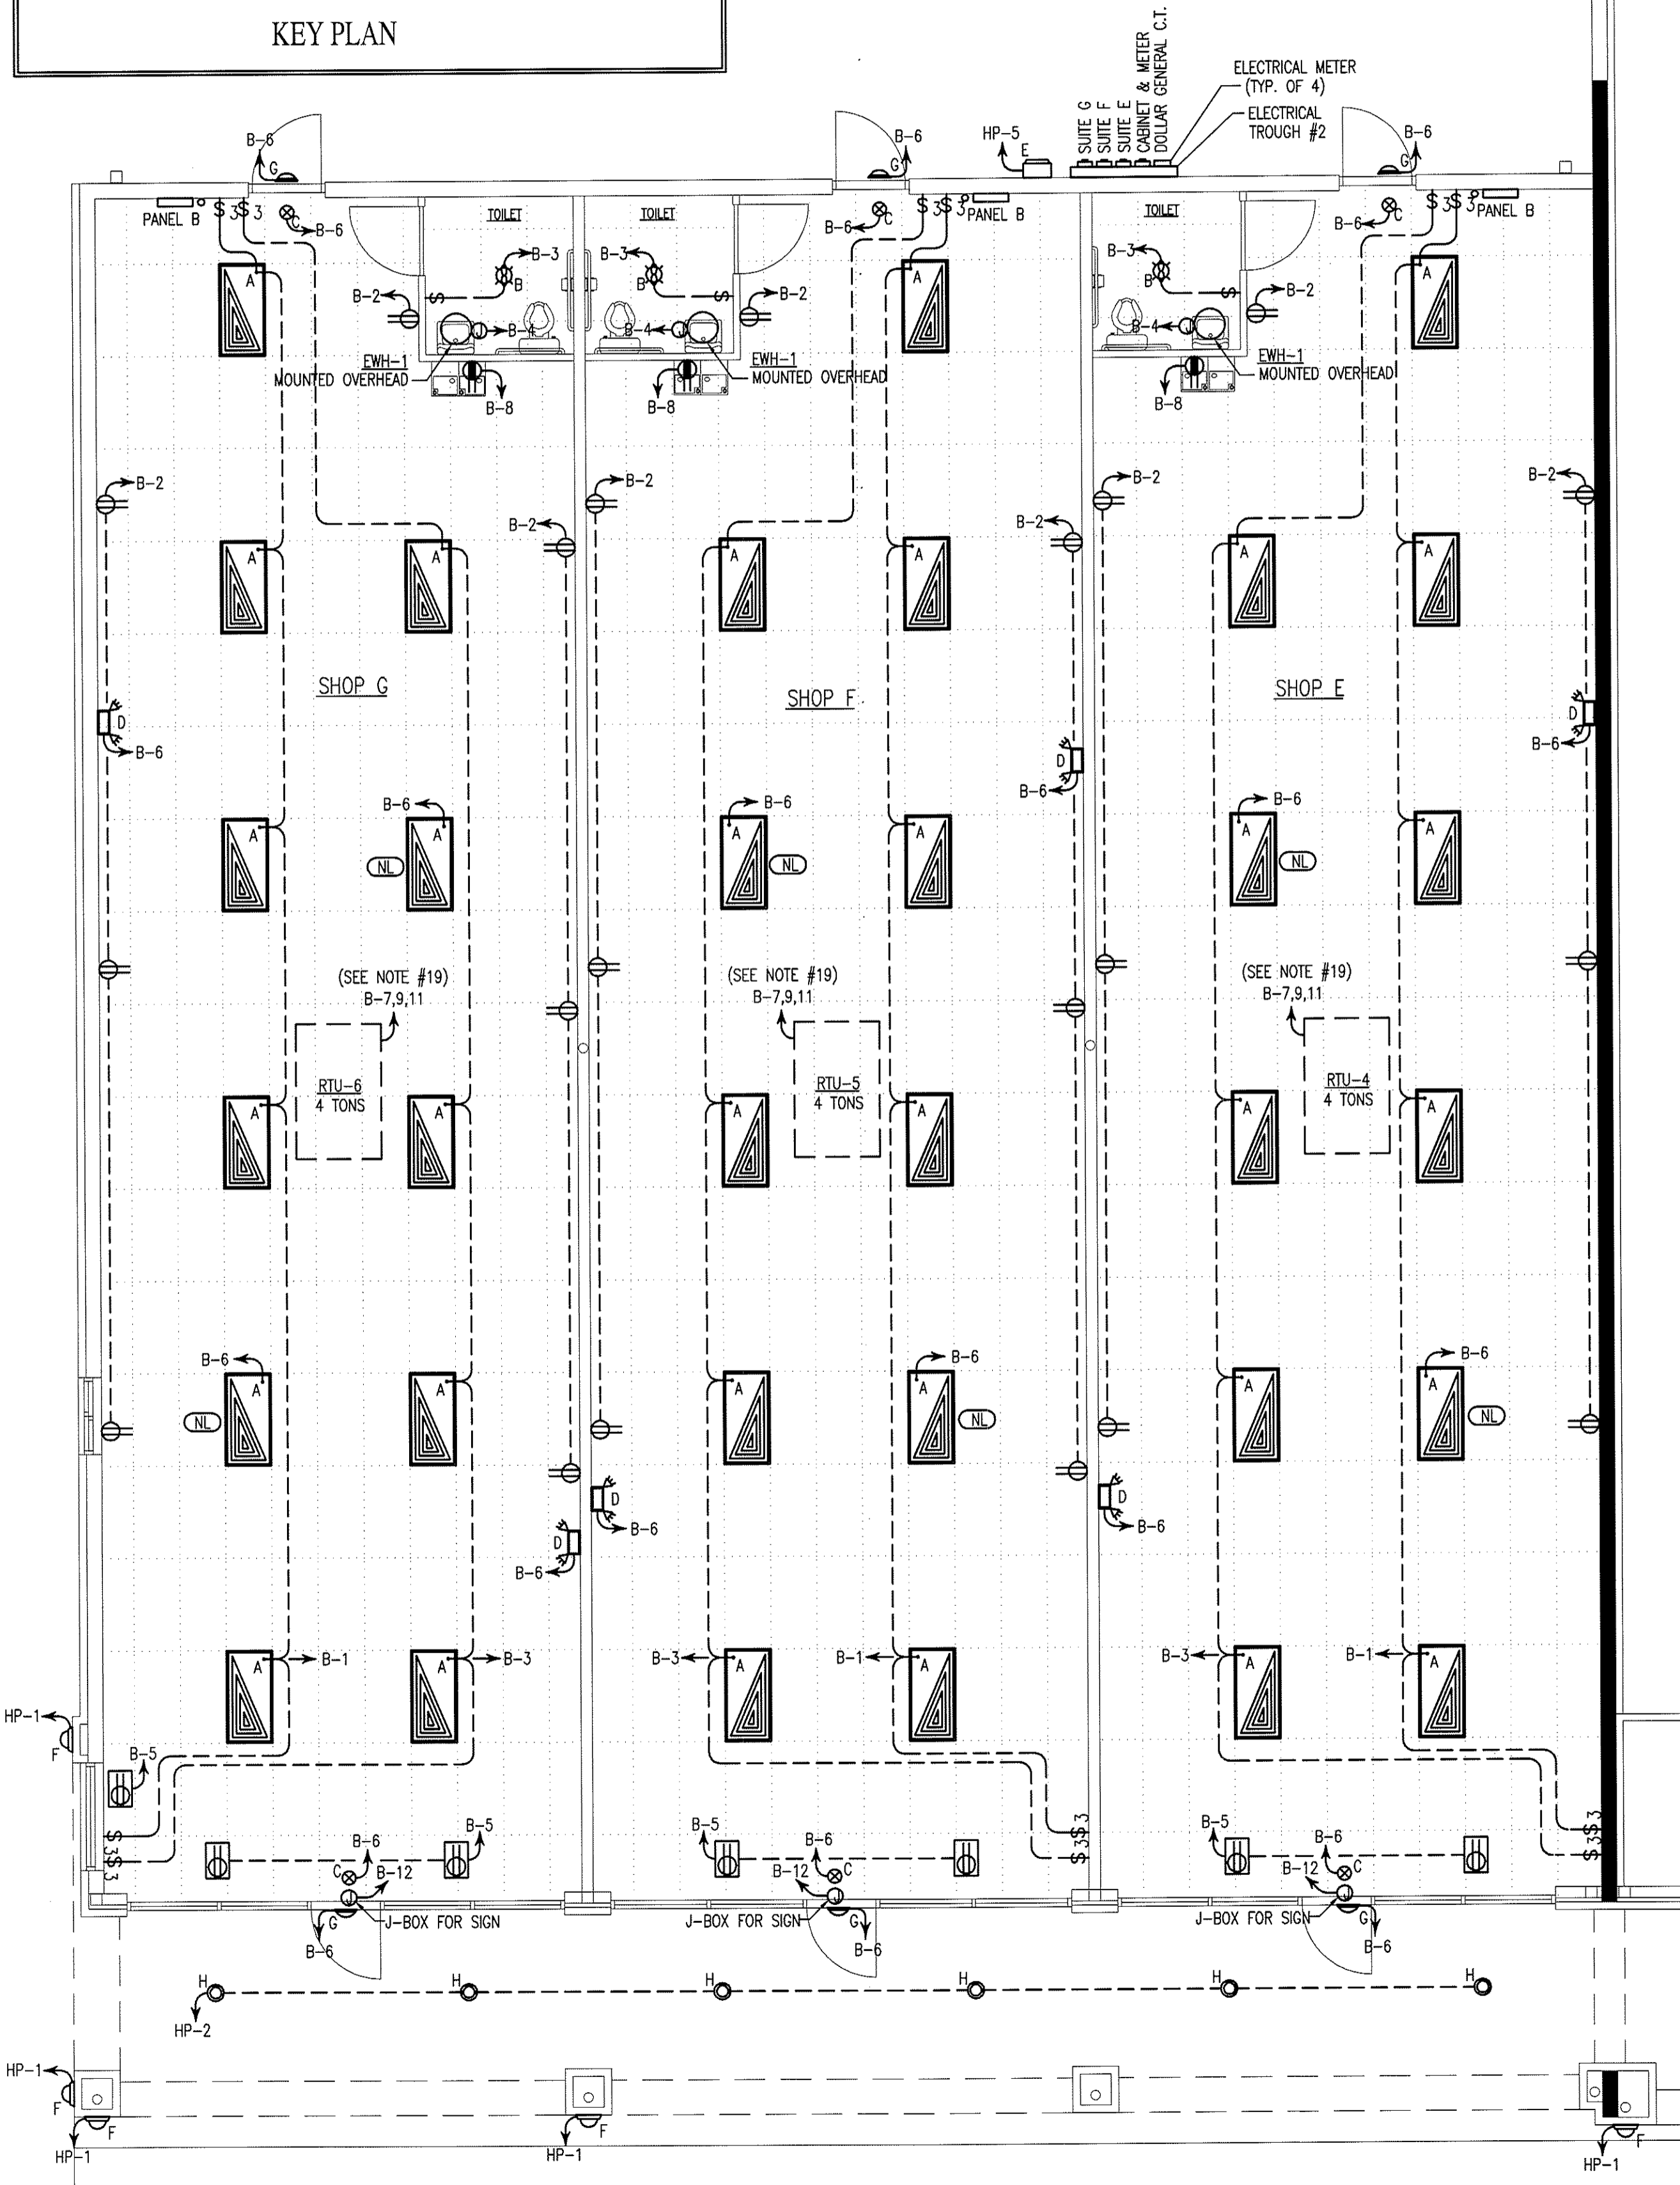 KEY PLAN
SUITE G
SUITE F
SUITE E
CABINET & METER
DOLLAR GENERAL C.T.
ELECTRICAL METER
(TYP. OF 4)
ELECTRICAL
TROUGH #2
B-6
G
B-6
G
HP-5
E
B-6
G
PANEL B
$3
$3
C
B-6
TOILET
TOILET
B-6
C
$3
$3
PANEL B
TOILET
B-6
C
$3
$3
PANEL B
A
B-2
S
B-3
B
B-3
B
S
B-2
A
B-3
B
S
B-2
A
J
B-4
B-4
J
B-4
J
EWH-1
MOUNTED OVERHEAD
EWH-1
MOUNTED OVERHEAD
EWH-1
MOUNTED OVERHEAD
B-8
B-8
B-8
B-2
B-2
B-2
B-2
B-2
B-2
A
A
A
A
A
A
SHOP G
SHOP F
SHOP E
D
B-6
D
B-6
D
B-6
A
B-6
A
NL
B-6
A
NL
A
B-6
A
NL
A
(SEE NOTE #19)
B-7,9,11
(SEE NOTE #19)
B-7,9,11
(SEE NOTE #19)
B-7,9,11
RTU-6
4 TONS
RTU-5
4 TONS
RTU-4
4 TONS
A
A
A
A
A
A
B-6
A
NL
A
A
B-6
A
NL
A
B-6
A
NL
D
B-6
D
B-6
D
B-6
A
B-1
A
B-3
B-3
A
B-1
A
B-3
A
B-1
A
HP-1
F
B-5
S3
S3
B-6
C
B-12
B-5
B-5
B-6
C
B-12
S3
S3
B-5
B-6
C
B-12
S3
S3
J
J
J
G
J-BOX FOR SIGN
B-6
J-BOX FOR SIGN
G
B-6
J-BOX FOR SIGN
G
B-6
H
H
H
H
H
H
HP-2
HP-1
F
F
HP-1
F
HP-1
F
HP-1